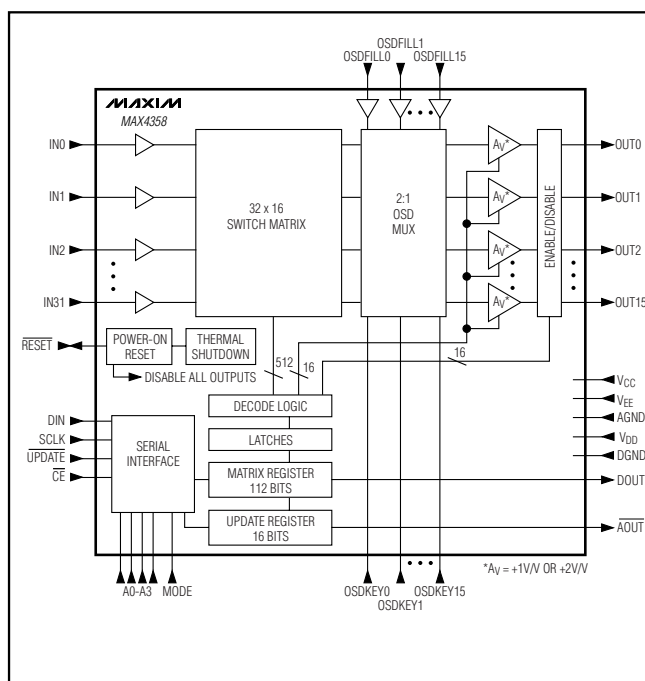 OSDFILL1
OSDFILL0 OSDFILL15
MAXIM
MAX4358
IN0
IN1
IN2
IN31
32 x 16
SWITCH MATRIX
2:1
OSD
MUX
AV*
AV*
AV*
AV*
ENABLE/DISABLE
OUT0
OUT1
OUT2
OUT15
RESET
POWER-ON
RESET
THERMAL
SHUTDOWN
DISABLE ALL OUTPUTS
512
16
16
DECODE LOGIC
LATCHES
MATRIX REGISTER
112 BITS
UPDATE REGISTER
16 BITS
DIN
SCLK
UPDATE
CE
SERIAL
INTERFACE
VCC
VEE
AGND
VDD
DGND
DOUT
AOUT
A0-A3 MODE
OSDKEY0 OSDKEY15
OSDKEY1
*AV = +1V/V OR +2V/V